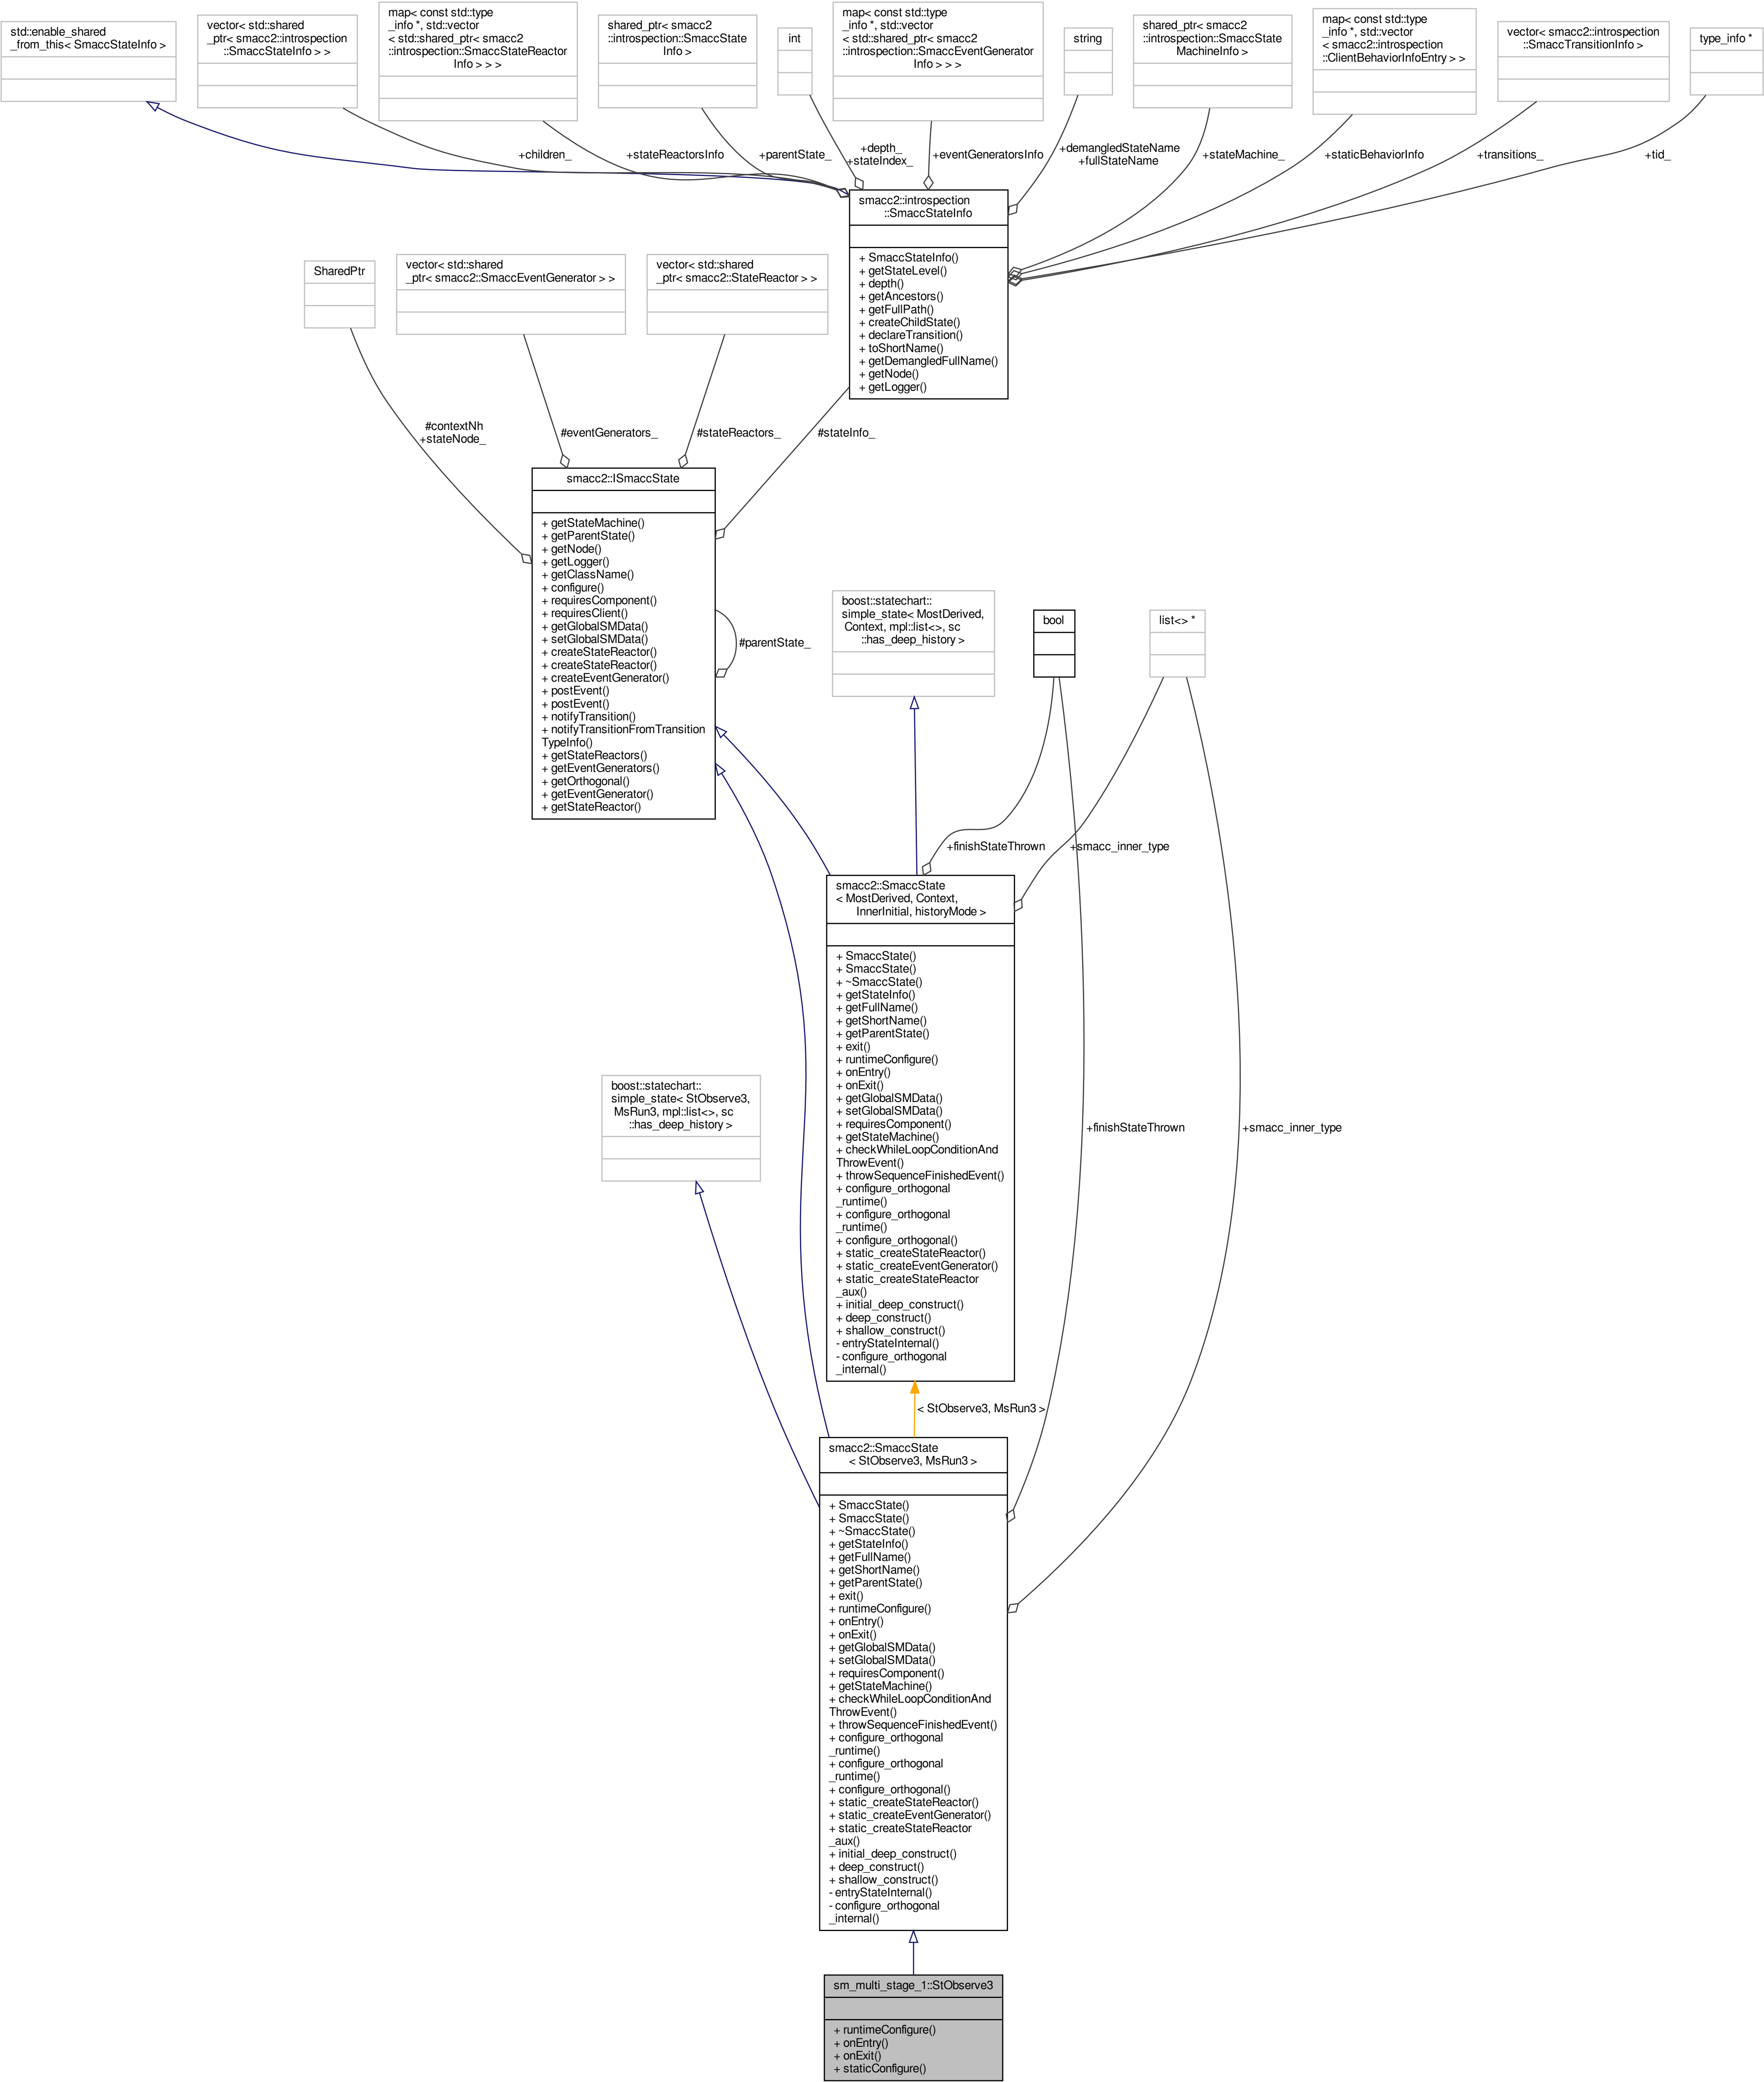 std::enable_shared
_from_this< SmaccStateInfo >
vector< std::shared
_ptr< smacc2::introspection
::SmaccStateInfo > >
map< const std::type
_info *, std::vector
< std::shared_ptr< smacc2
::introspection::SmaccStateReactor
Info > > >
shared_ptr< smacc2
::introspection::SmaccState
Info >
int
map< const std::type
_info *, std::vector
< std::shared_ptr< smacc2
::introspection::SmaccEventGenerator
Info > > >
string
shared_ptr< smacc2
::introspection::SmaccState
MachineInfo >
map< const std::type
_info *, std::vector
< smacc2::introspection
::ClientBehaviorInfoEntry > >
vector< smacc2::introspection
::SmaccTransitionInfo >
type_info *
+children_
+stateReactorsInfo
+parentState_
+depth_
+stateIndex_
+eventGeneratorsInfo
+demangledStateName
+fullStateName
+stateMachine_
+staticBehaviorInfo
+transitions_
+tid_
smacc2::introspection
::SmaccStateInfo
+ SmaccStateInfo()
+ getStateLevel()
+ depth()
+ getAncestors()
+ getFullPath()
+ createChildState()
+ declareTransition()
+ toShortName()
+ getDemangledFullName()
+ getNode()
+ getLogger()
SharedPtr
vector< std::shared
_ptr< smacc2::SmaccEventGenerator > >
vector< std::shared
_ptr< smacc2::StateReactor > >
#contextNh
+stateNode_
#eventGenerators_
#stateReactors_
#stateInfo_
smacc2::ISmaccState
+ getStateMachine()
+ getParentState()
+ getNode()
+ getLogger()
+ getClassName()
+ configure()
+ requiresComponent()
+ requiresClient()
+ getGlobalSMData()
+ setGlobalSMData()
+ createStateReactor()
+ createStateReactor()
+ createEventGenerator()
+ postEvent()
+ postEvent()
+ notifyTransition()
+ notifyTransitionFromTransition
TypeInfo()
+ getStateReactors()
+ getEventGenerators()
+ getOrthogonal()
+ getEventGenerator()
+ getStateReactor()
#parentState_
boost::statechart::
simple_state< MostDerived,
Context, mpl::list<>, sc
::has_deep_history >
bool
list<> *
+finishStateThrown
+smacc_inner_type
smacc2::SmaccState
< MostDerived, Context,
InnerInitial, historyMode >
+ SmaccState()
+ SmaccState()
+ ~SmaccState()
+ getStateInfo()
+ getFullName()
+ getShortName()
+ getParentState()
+ exit()
+ runtimeConfigure()
+ onEntry()
+ onExit()
+ getGlobalSMData()
+ setGlobalSMData()
+ requiresComponent()
+ getStateMachine()
+ checkWhileLoopConditionAnd
ThrowEvent()
+ throwSequenceFinishedEvent()
+ configure_orthogonal
_runtime()
+ configure_orthogonal
_runtime()
+ configure_orthogonal()
+ static_createStateReactor()
+ static_createEventGenerator()
+ static_createStateReactor
_aux()
+ initial_deep_construct()
+ deep_construct()
+ shallow_construct()
- entryStateInternal()
- configure_orthogonal
_internal()
boost::statechart::
simple_state< StObserve3,
MsRun3, mpl::list<>, sc
::has_deep_history >
+finishStateThrown
+smacc_inner_type
< StObserve3, MsRun3 >
smacc2::SmaccState
< StObserve3, MsRun3 >
+ SmaccState()
+ SmaccState()
+ ~SmaccState()
+ getStateInfo()
+ getFullName()
+ getShortName()
+ getParentState()
+ exit()
+ runtimeConfigure()
+ onEntry()
+ onExit()
+ getGlobalSMData()
+ setGlobalSMData()
+ requiresComponent()
+ getStateMachine()
+ checkWhileLoopConditionAnd
ThrowEvent()
+ throwSequenceFinishedEvent()
+ configure_orthogonal
_runtime()
+ configure_orthogonal
_runtime()
+ configure_orthogonal()
+ static_createStateReactor()
+ static_createEventGenerator()
+ static_createStateReactor
_aux()
+ initial_deep_construct()
+ deep_construct()
+ shallow_construct()
- entryStateInternal()
- configure_orthogonal
_internal()
sm_multi_stage_1::StObserve3
+ runtimeConfigure()
+ onEntry()
+ onExit()
+ staticConfigure()